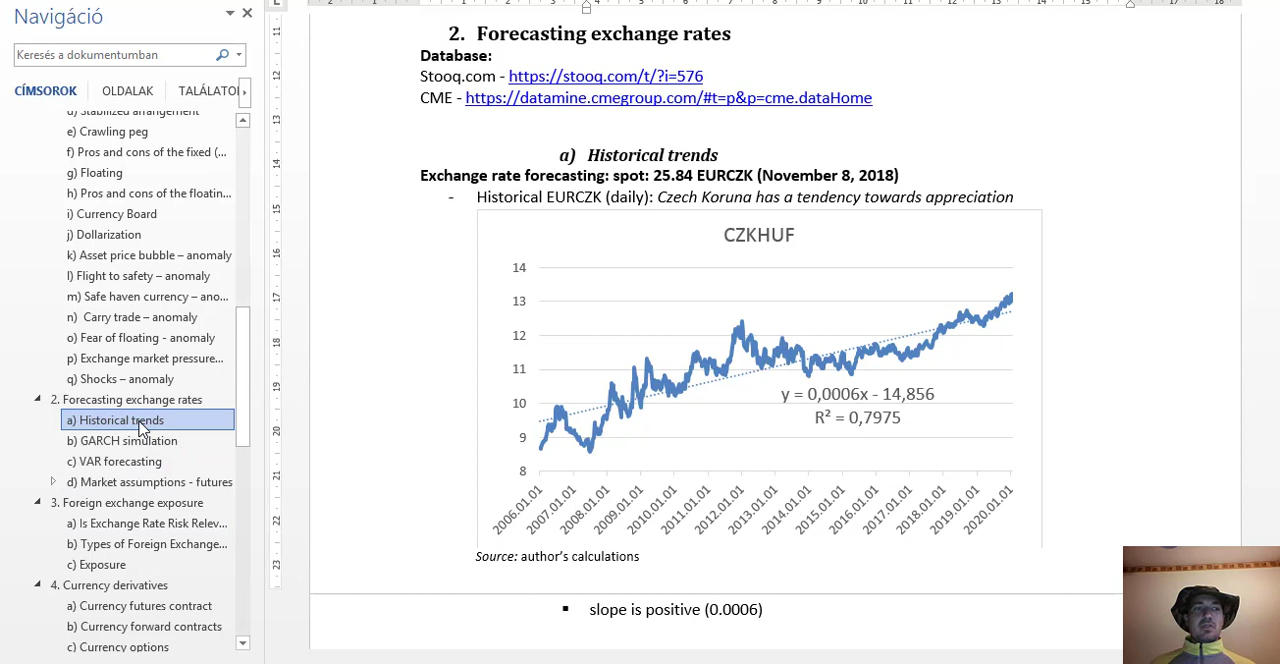 Navigáció
Keresés a dokumentumban
CÍMSOROK OLDALAK TALÁLATO
d) Stabilized arrangement
e) Crawling peg
f) Pros and cons of the fixed (...
g) Floating
h) Pros and cons of the floatin...
i) Currency Board
j) Dollarization
k) Asset price bubble – anomaly
l) Flight to safety – anomaly
m) Safe haven currency – ano...
n) Carry trade – anomaly
o) Fear of floating - anomaly
p) Exchange market pressure...
q) Shocks – anomaly
2. Forecasting exchange rates
a) Historical trends
b) GARCH simulation
c) VAR forecasting
d) Market assumptions - futures
3. Foreign exchange exposure
a) Is Exchange Rate Risk Relev...
b) Types of Foreign Exchange...
c) Exposure
4. Currency derivatives
a) Currency futures contract
b) Currency forward contracts
c) Currency options
2. Forecasting exchange rates
Database:
Stooq.com - https://stooq.com/t/?i=576
CME - https://datamine.cmegroup.com/#t=p&p=cme.dataHome
a) Historical trends
Exchange rate forecasting: spot: 25.84 EURCZK (November 8, 2018)
- Historical EURCZK (daily): Czech Koruna has a tendency towards appreciation
CZKHUF
14
13
12
11
10
9
8
y = 0,0006x - 14,856
R² = 0,7975
2006.01.01
2007.01.01
2008.01.01
2009.01.01
2010.01.01
2011.01.01
2012.01.01
2013.01.01
2014.01.01
2015.01.01
2016.01.01
2017.01.01
2018.01.01
2019.01.01
2020.01.01
Source: author's calculations
▪ slope is positive (0.0006)